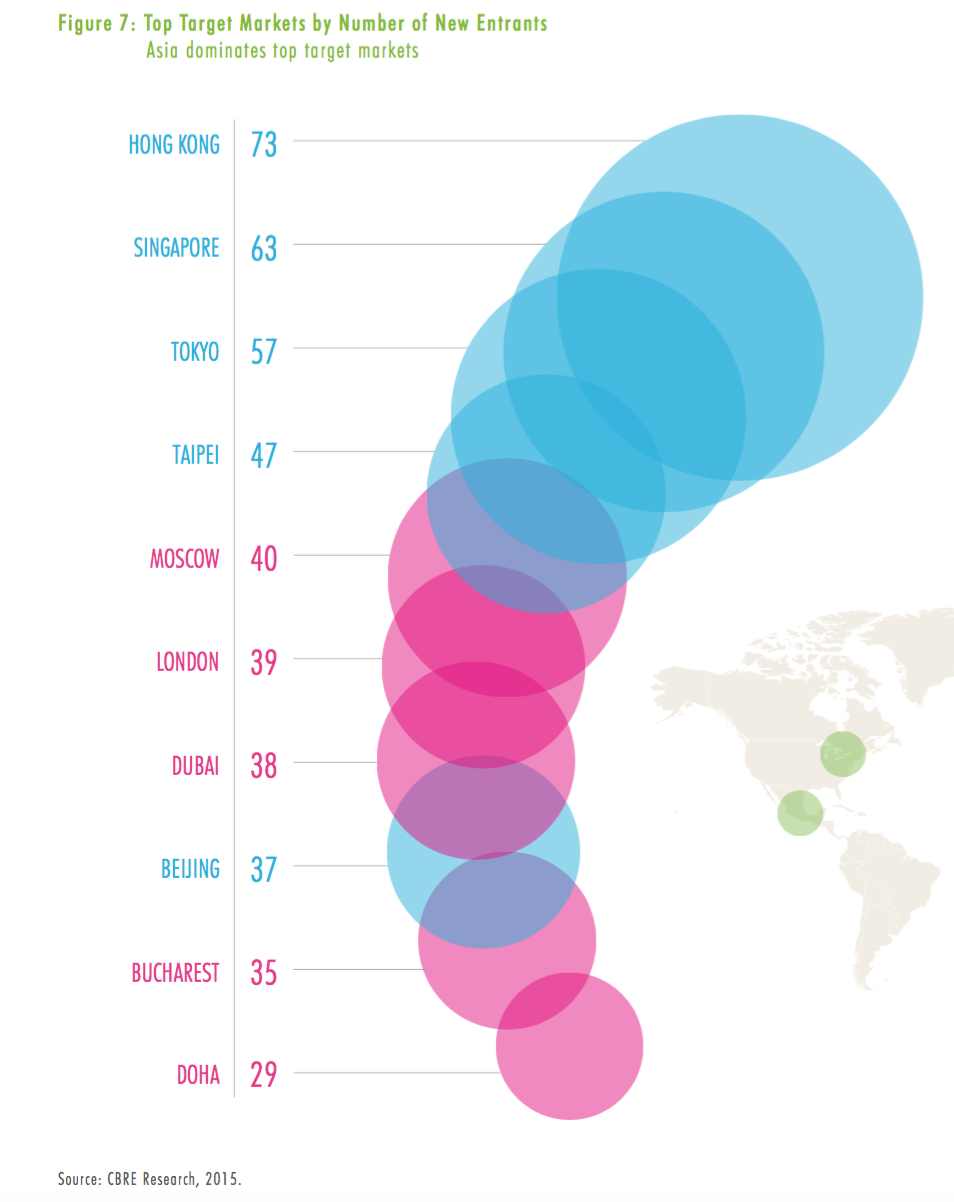 Figure 7: Top Target Markets by Number of New Entrants
Asia dominates top target markets
HONG KONG 73
SINGAPORE 63
TOKYO 57
TAIPEI 47
MOSCOW 40
LONDON 39
DUBAI 38
BEIJING 37
BUCHAREST 35
DOHA 29
Source: CBRE Research, 2015.